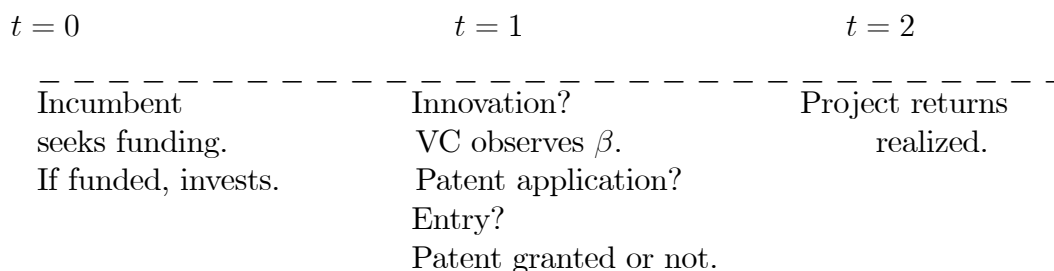 t = 0 t = 1 t = 2
Incumbent Innovation? Project returns
seeks funding. VC observes β. realized.
If funded, invests. Patent application?
Entry?
Patent granted or not.